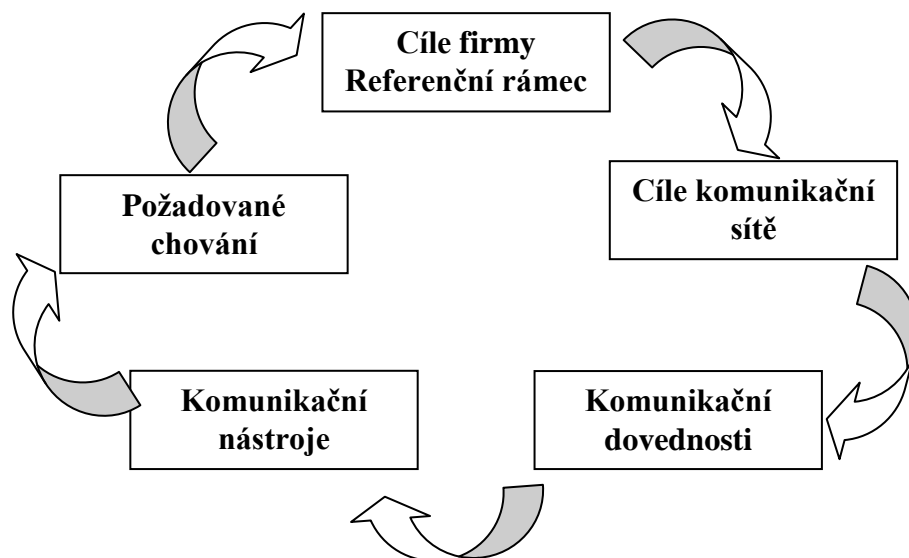 Cíle firmy
Referenční rámec
Cíle komunikační
sítě
Komunikační
dovednosti
Komunikační
nástroje
Požadované
chování